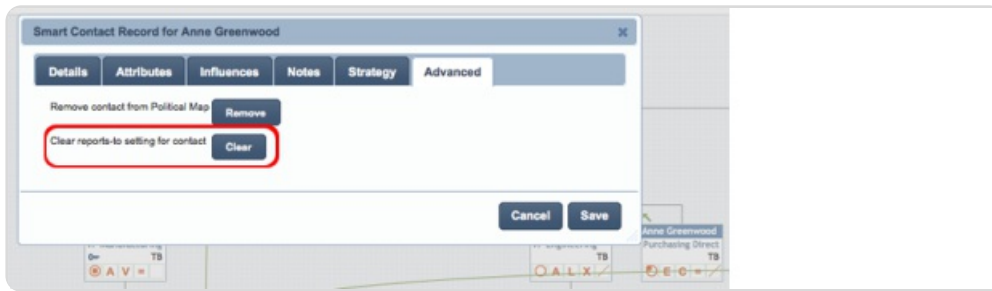 Smart Contact Record for Anne Greenwood
Details Attributes Influences Notes Strategy Advanced
Remove contact from Political Map Remove
Clear reports-to setting for contact Clear
Cancel Save
Anne Greenwood
Purchasing Direct
TB TB TB
A V = A L X E C =